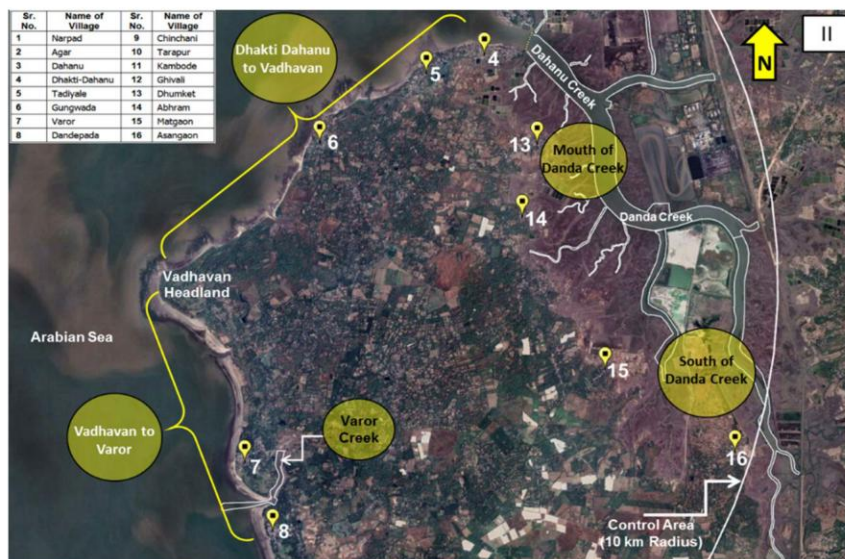 Sr. No. Name of Village Sr. No. Name of Village
1 Narpad 9 Chinchani
2 Agar 10 Tarapur
3 Dahanu 11 Kambode
4 Dhakti-Dahanu 12 Ghivali
5 Tadiyale 13 Dhumket
6 Gungwada 14 Abhram
7 Varor 15 Matgaon
8 Dandepada 16 Asangaon
II
N
Dhakti Dahanu
to Vadhavan
4
5
Dahanu Creek
6
13
Mouth of
Danda Creek
14
Danda Creek
Vadhavan
Headland
Arabian Sea
15
South of
Danda Creek
Vadhavan to
Varor
Varor
Creek
7
16
8
Control Area
(10 km Radius)